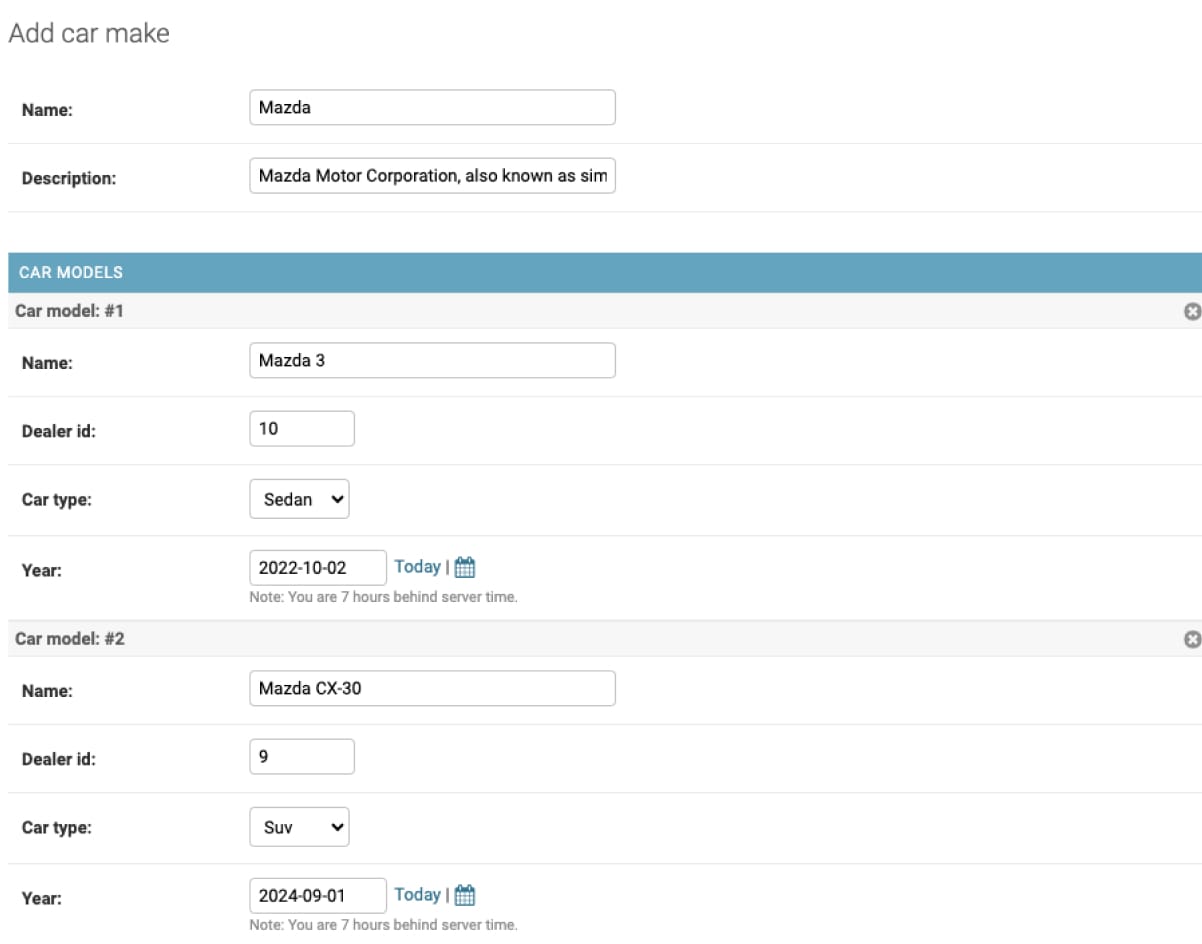 Add car make
Name: Mazda
Description: Mazda Motor Corporation, also known as sim
CAR MODELS
Car model: #1
Name: Mazda 3
Dealer id: 10
Car type: Sedan
Year: 2022-10-02 Today |
Note: You are 7 hours behind server time.
Car model: #2
Name: Mazda CX-30
Dealer id: 9
Car type: Suv
Year: 2024-09-01 Today |
Note: You are 7 hours behind server time.